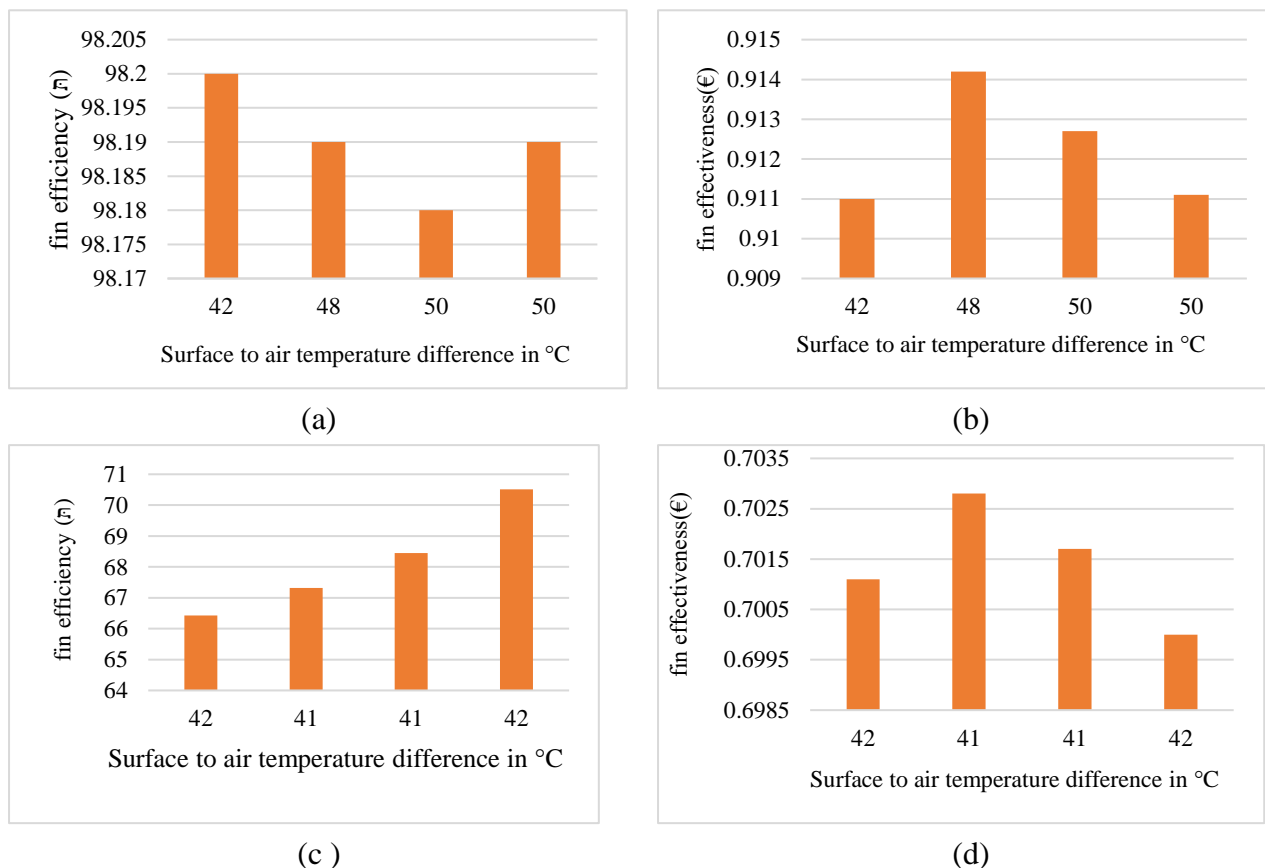 98.205
98.2
98.195
98.19
98.185
98.18
98.175
98.17
fin efficiency (ภ)
42 48 50 50
Surface to air temperature difference in °C
(a)
0.915
0.914
0.913
0.912
0.911
0.91
0.909
fin effectiveness(€)
42 48 50 50
Surface to air temperature difference in °C
(b)
71
70
69
68
67
66
65
64
fin efficiency (ภ)
42 41 41 42
Surface to air temperature difference in °C
(c )
0.7035
0.7025
0.7015
0.7005
0.6995
0.6985
fin effectiveness(€)
42 41 41 42
Surface to air temperature difference in °C
(d)